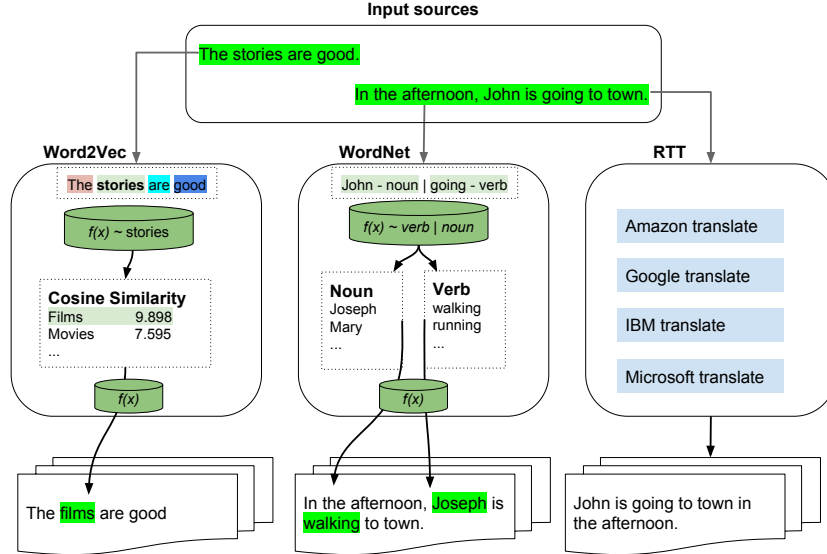 Input sources
The stories are good.
In the afternoon, John is going to town.
Word2Vec
The stories are good
f(x) ~ stories
Cosine Similarity
Films 9.898
Movies 7.595
...
f(x)
The films are good
WordNet
John - noun | going - verb
f(x) ~ verb | noun
Noun
Joseph
Mary
...
Verb
walking
running
...
f(x)
In the afternoon, Joseph is
walking to town.
RTT
Amazon translate
Google translate
IBM translate
Microsoft translate
John is going to town in
the afternoon.